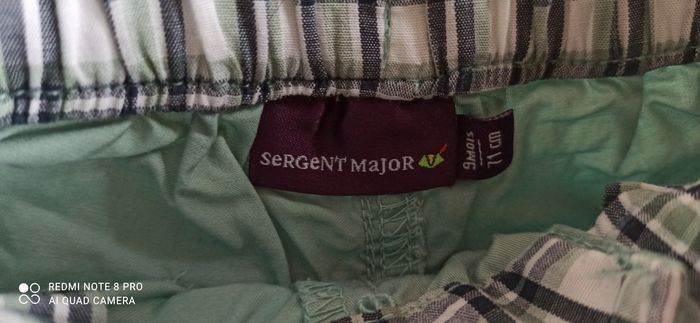 SeRGeNT MaJOR
9MOIS
71 CM
REDMI NOTE 8 PRO
AI QUAD CAMERA